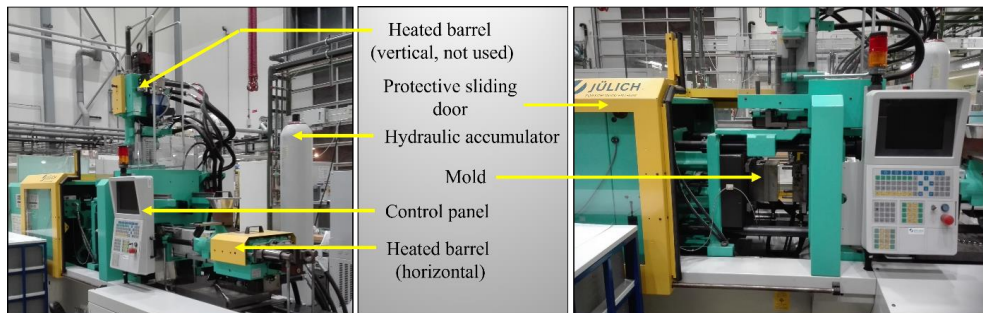 Heated barrel
(vertical, not used)
Protective sliding
door
Hydraulic accumulator
Mold
Control panel
Heated barrel
(horizontal)
JÜLICH